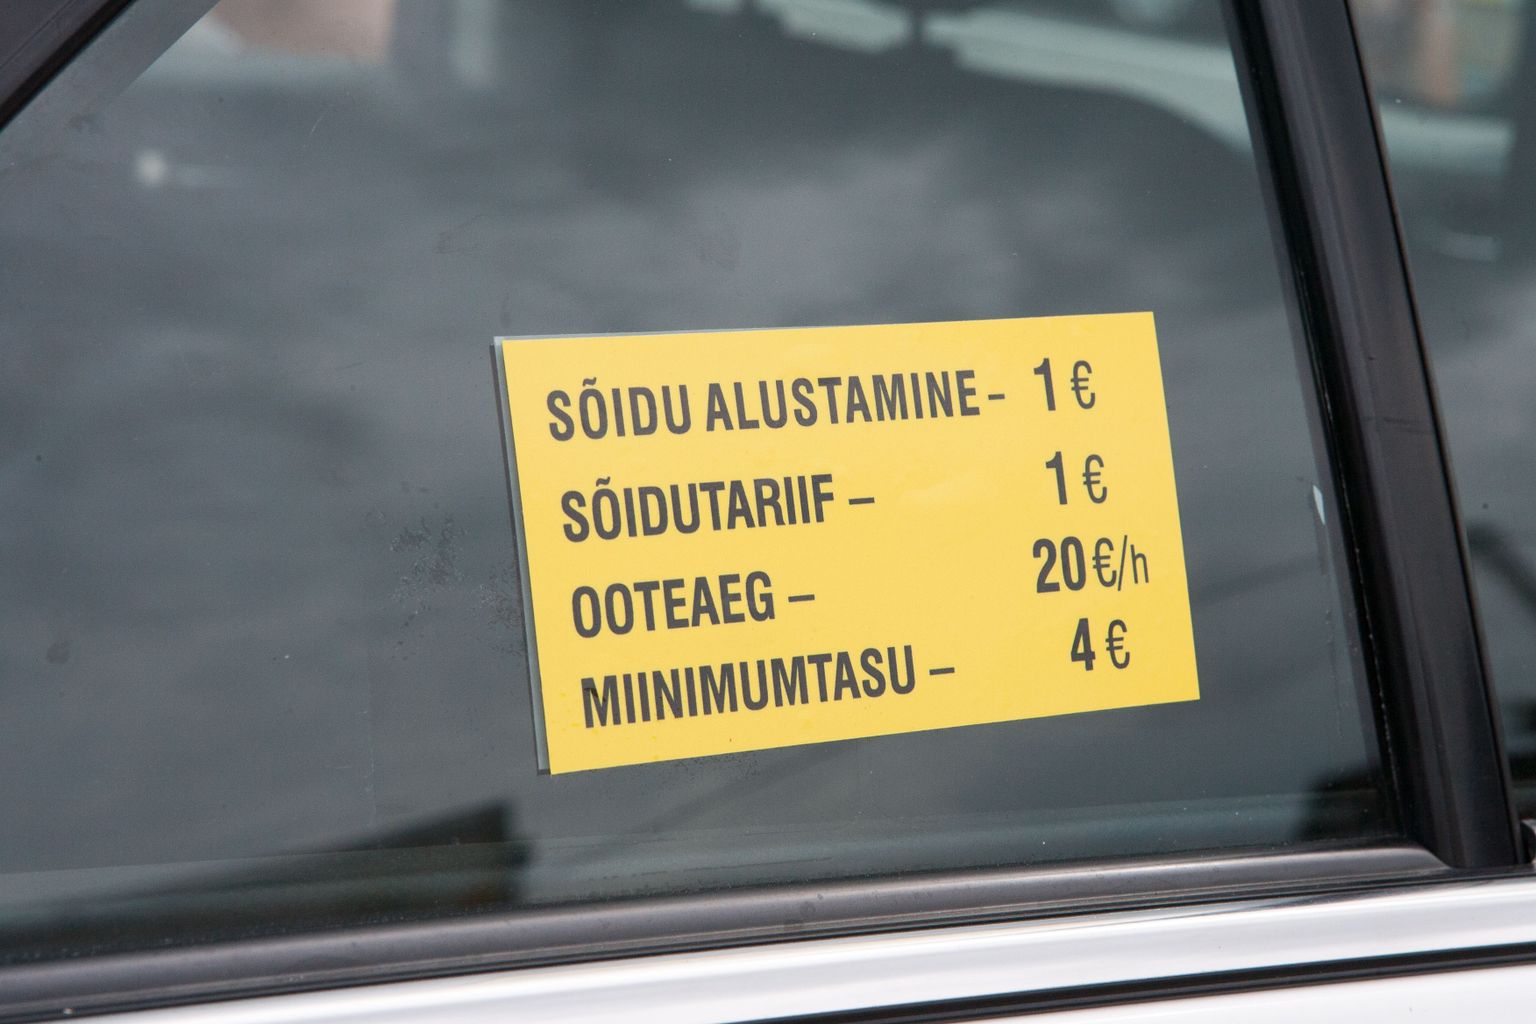 SÕIDU ALUSTAMINE – 1 €
SÕIDUTARIIF – 1 €
OOTEAEG – 20 €/h
MIINIMUMTASU – 4 €